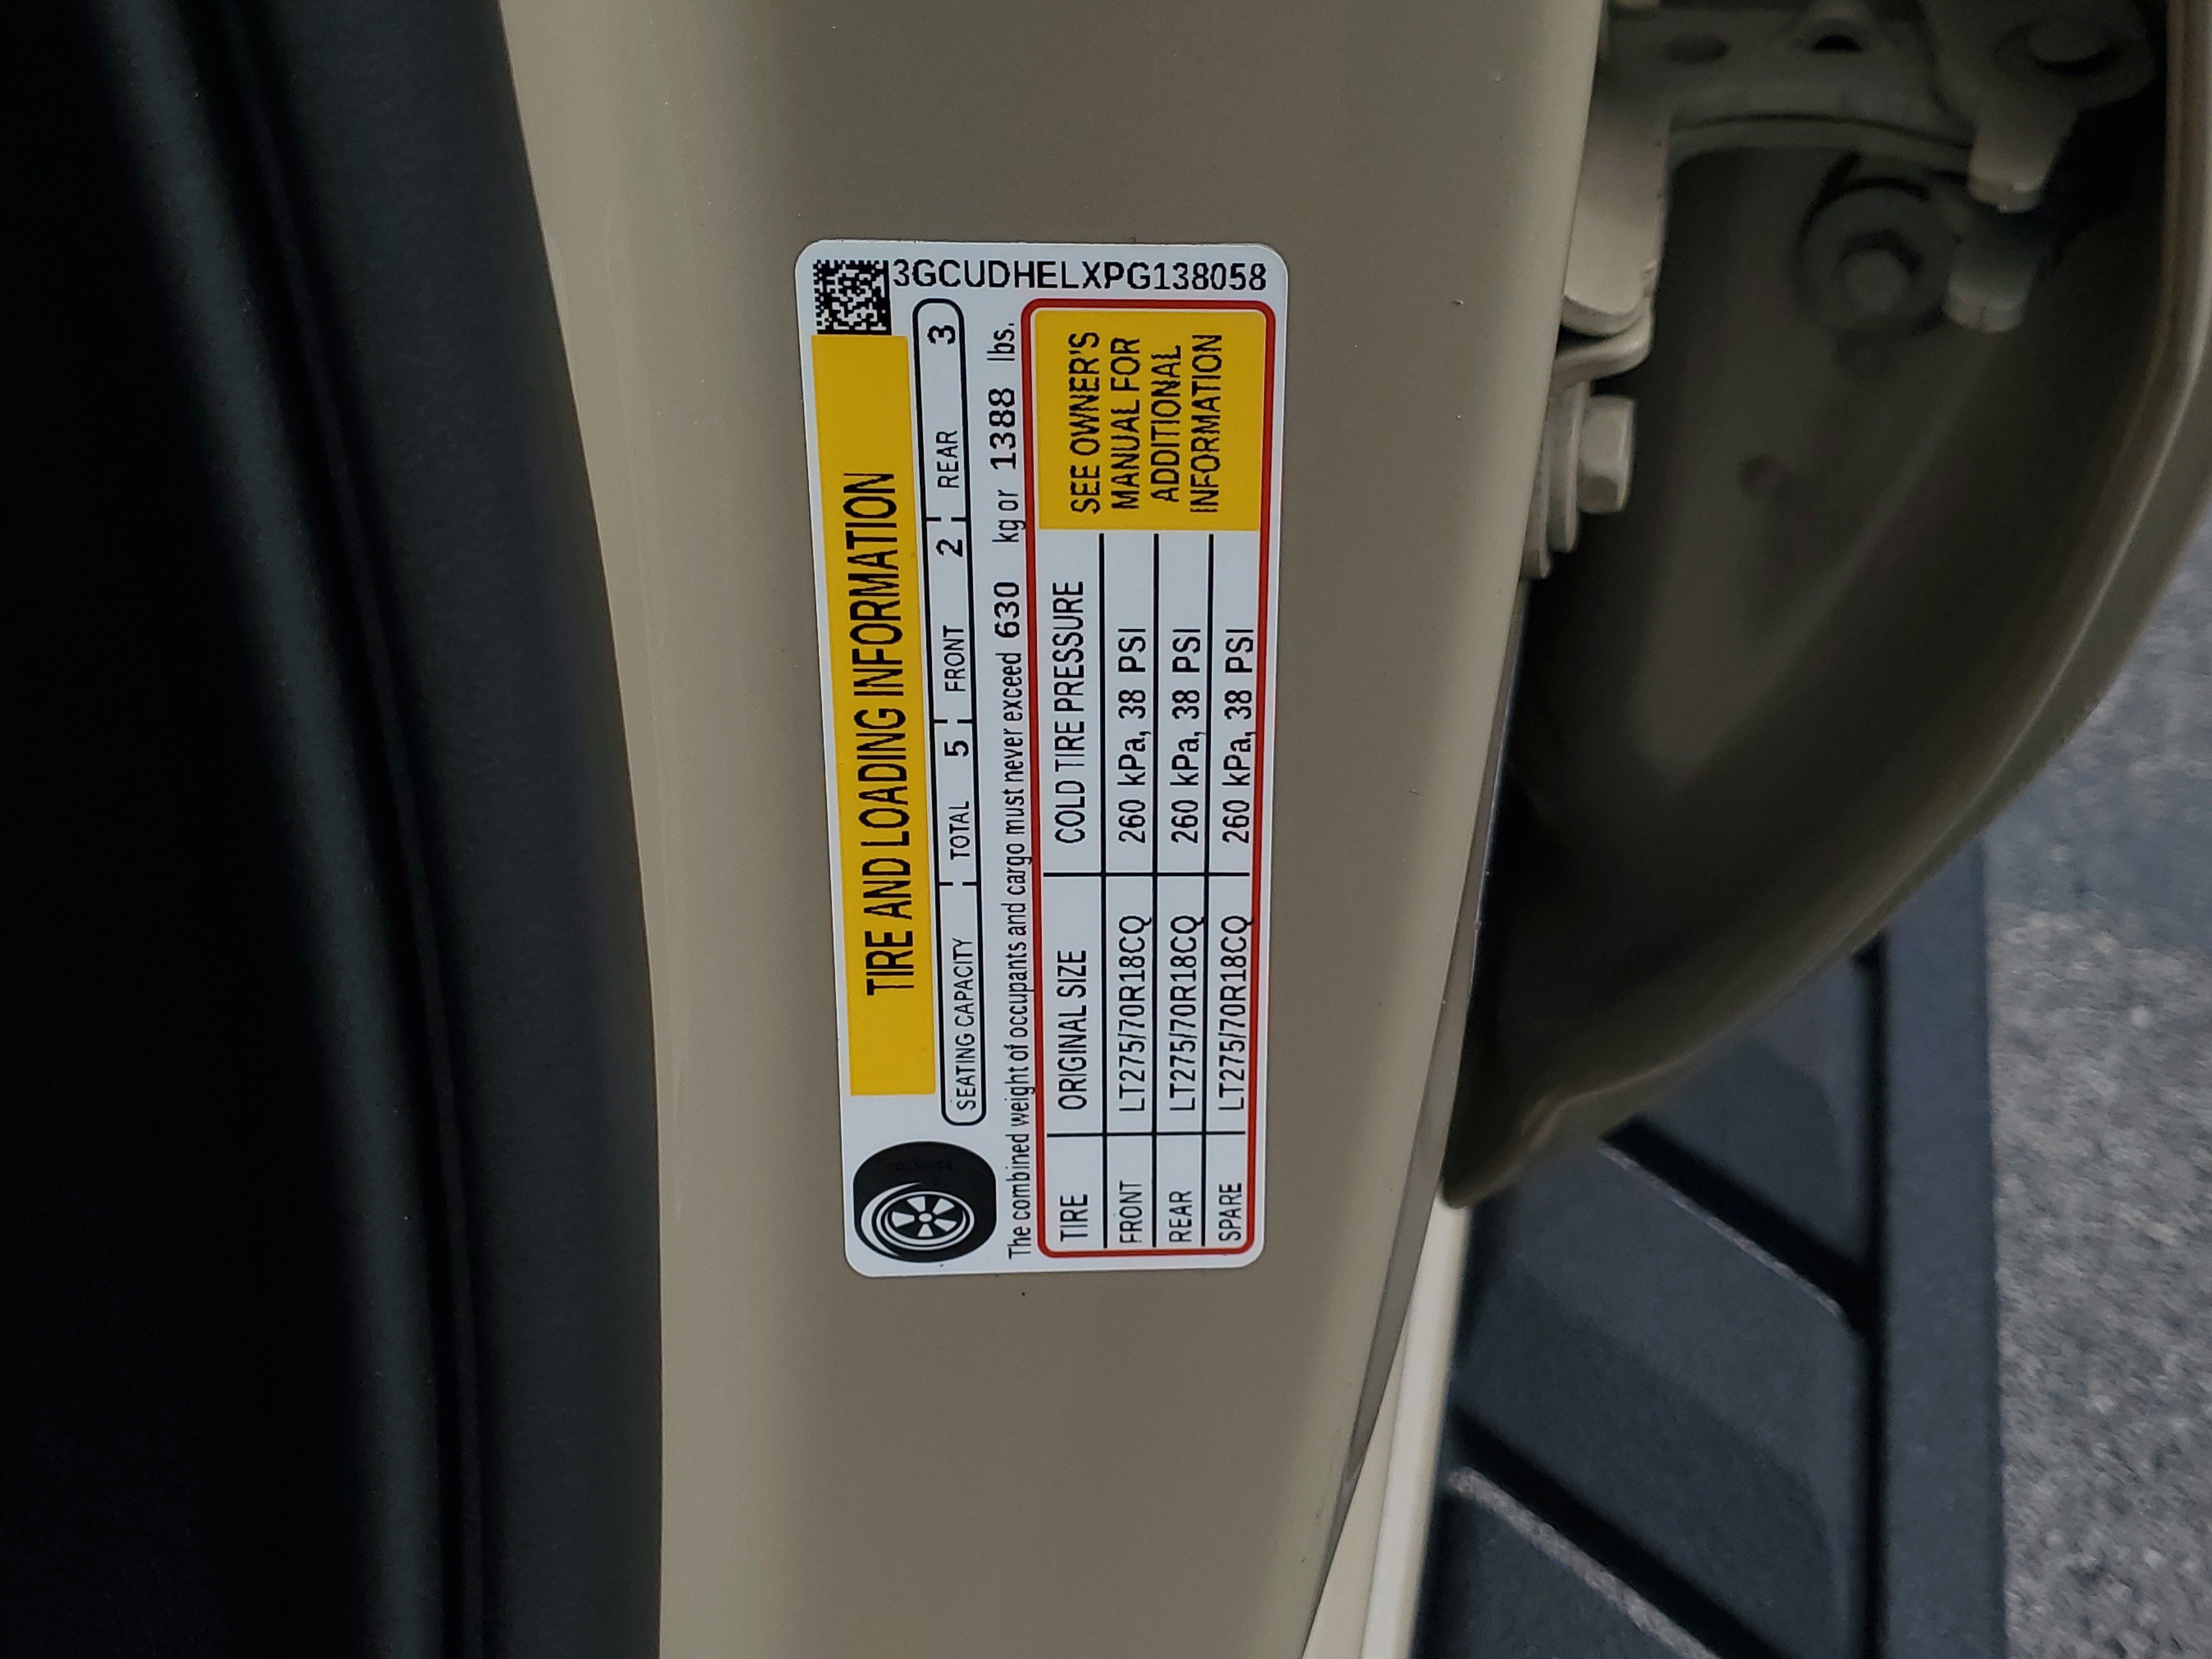 3GCUDHELXPG138058
TIRE AND LOADING INFORMATION
SEATING CAPACITY TOTAL 5 FRONT 2 REAR 3
The combined weight of occupants and cargo must never exceed 630 kg or 1388 lbs.
TIRE ORIGINAL SIZE COLD TIRE PRESSURE
FRONT LT275/70R18CQ 260 kPa, 38 PSI
REAR LT275/70R18CQ 260 kPa, 38 PSI
SPARE LT275/70R18CQ 260 kPa, 38 PSI
SEE OWNER'S
MANUAL FOR
ADDITIONAL
INFORMATION